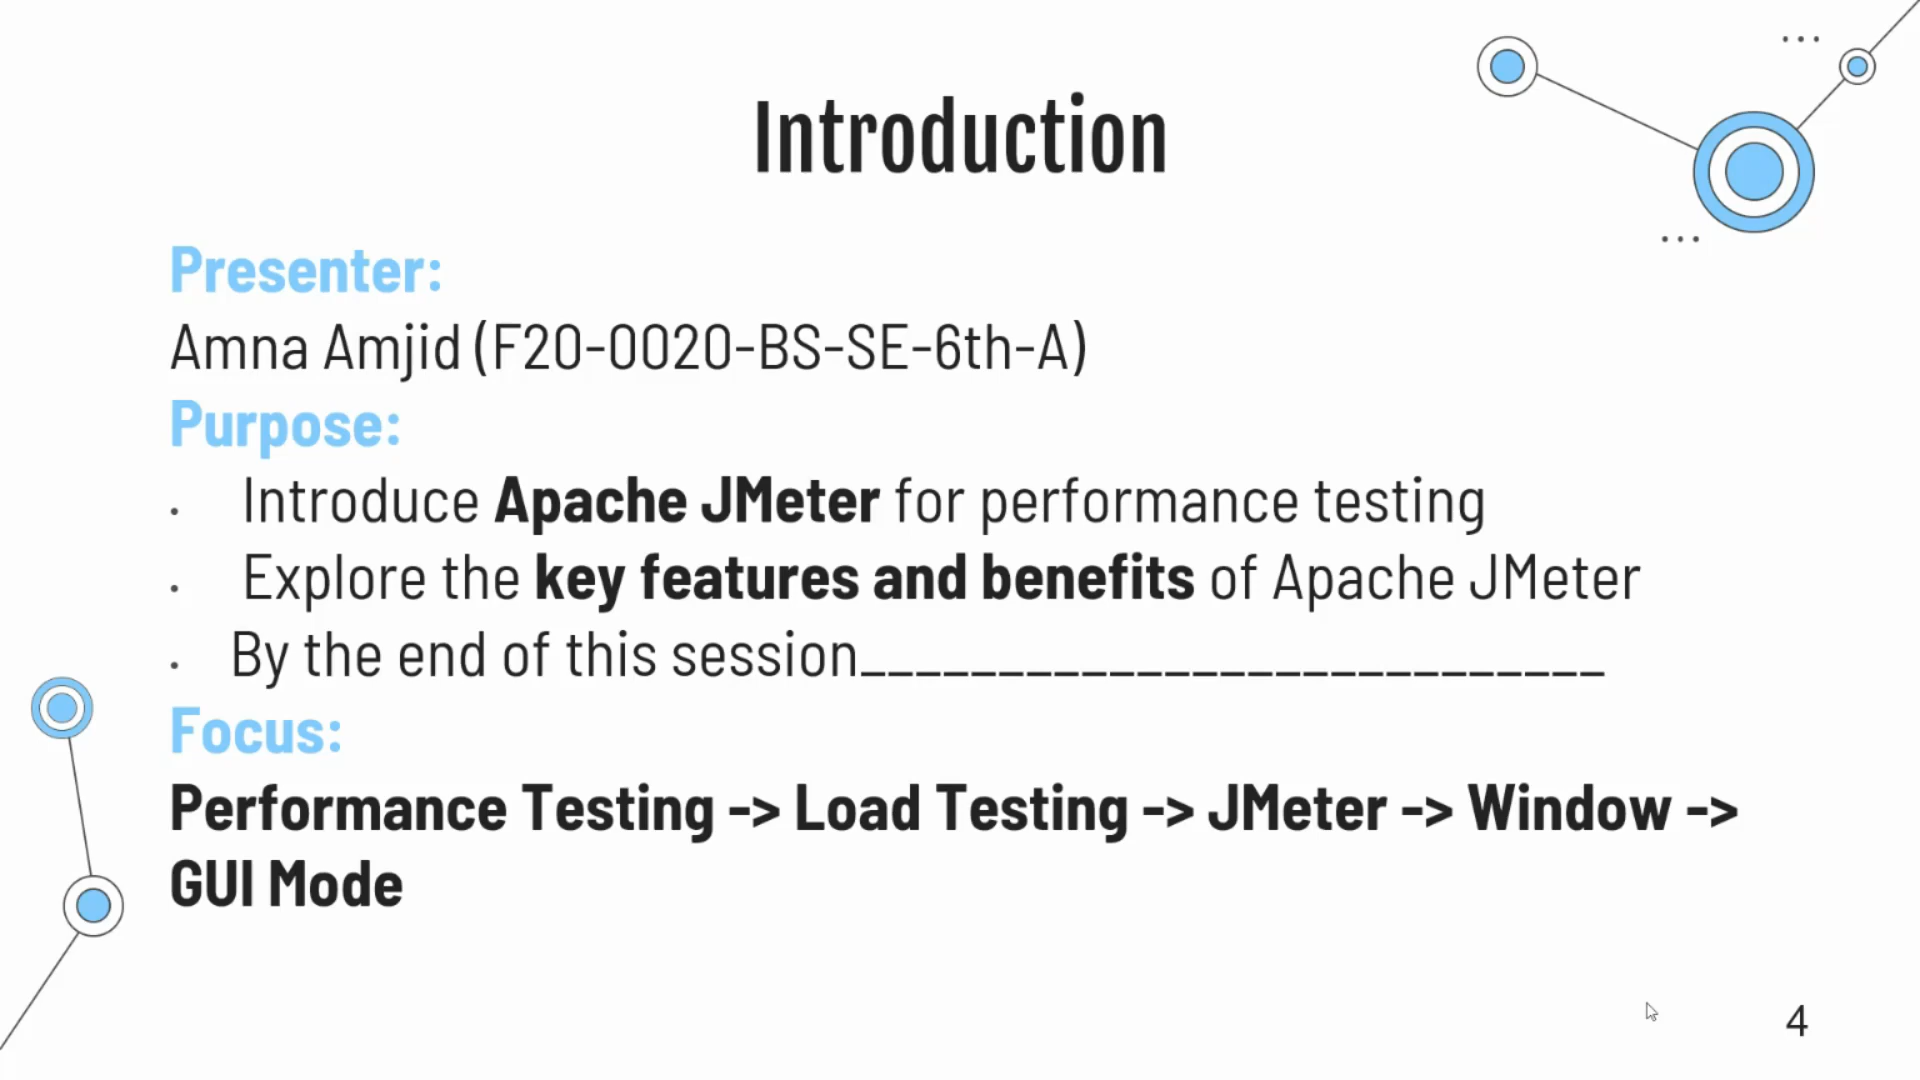 Introduction
Presenter:
Amna Amjid (F20-0020-BS-SE-6th-A)
Purpose:
• Introduce Apache JMeter for performance testing
• Explore the key features and benefits of Apache JMeter
• By the end of this session___________________________
Focus:
Performance Testing -> Load Testing -> JMeter -> Window ->
GUI Mode
4